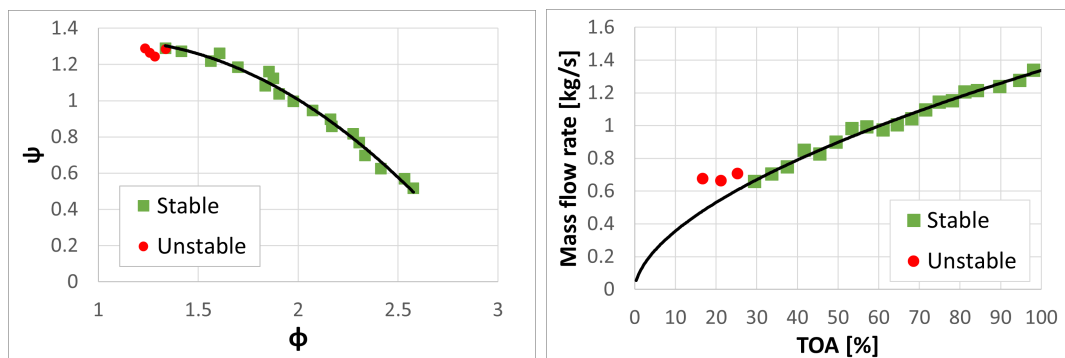 1.4
1.2
1
0.8
0.6
0.4
0.2
0
ψ
Stable
Unstable
1
1.5
2
2.5
3
ϕ
1.6
1.4
1.2
1
0.8
0.6
0.4
0.2
0
Mass flow rate [kg/s]
Stable
Unstable
0 10 20 30 40 50 60 70 80 90 100
TOA [%]